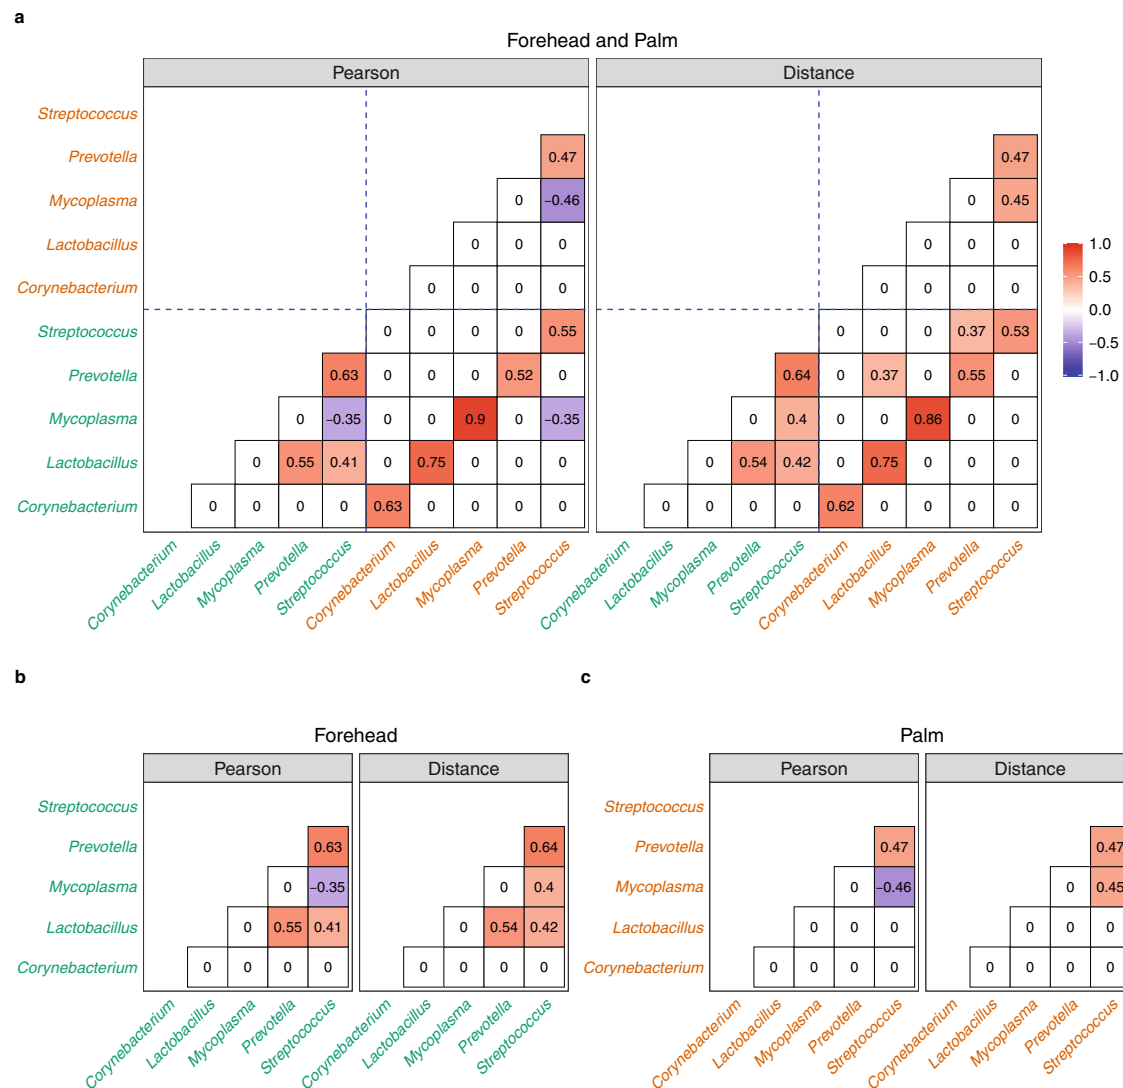 a
Forehead and Palm
Pearson
Distance
Streptococcus
Prevotella 0.47 0.47
Mycoplasma 0 −0.46 0 0.45
Lactobacillus 0 0 0 0 0 0
Corynebacterium 0 0 0 0 0 0 0 0
Streptococcus 0 0 0 0 0.55 0 0 0 0.37 0.53
Prevotella 0.63 0 0 0 0.52 0 0.64 0 0.37 0 0.55 0
Mycoplasma 0 −0.35 0 0 0.9 0 −0.35 0 0.4 0 0 0.86 0 0
Lactobacillus 0 0.55 0.41 0 0.75 0 0 0 0 0.54 0.42 0 0.75 0 0 0
Corynebacterium 0 0 0 0 0.63 0 0 0 0 0 0 0 0 0.62 0 0 0 0
1.0
0.5
0.0
−0.5
−1.0
Corynebacterium Lactobacillus Mycoplasma Prevotella Streptococcus Corynebacterium Lactobacillus Mycoplasma Prevotella Streptococcus
Corynebacterium Lactobacillus Mycoplasma Prevotella Streptococcus Corynebacterium Lactobacillus Mycoplasma Prevotella Streptococcus
b
Forehead
Pearson
Distance
Streptococcus
Prevotella 0.63 0.64
Mycoplasma 0 −0.35 0 0.4
Lactobacillus 0 0.55 0.41 0 0.54 0.42
Corynebacterium 0 0 0 0 0 0 0 0
Corynebacterium Lactobacillus Mycoplasma Prevotella Streptococcus
Corynebacterium Lactobacillus Mycoplasma Prevotella Streptococcus
c
Palm
Pearson
Distance
Streptococcus
Prevotella 0.47 0.47
Mycoplasma 0 −0.46 0 0.45
Lactobacillus 0 0 0 0 0 0
Corynebacterium 0 0 0 0 0 0 0 0
Corynebacterium Lactobacillus Mycoplasma Prevotella Streptococcus
Corynebacterium Lactobacillus Mycoplasma Prevotella Streptococcus